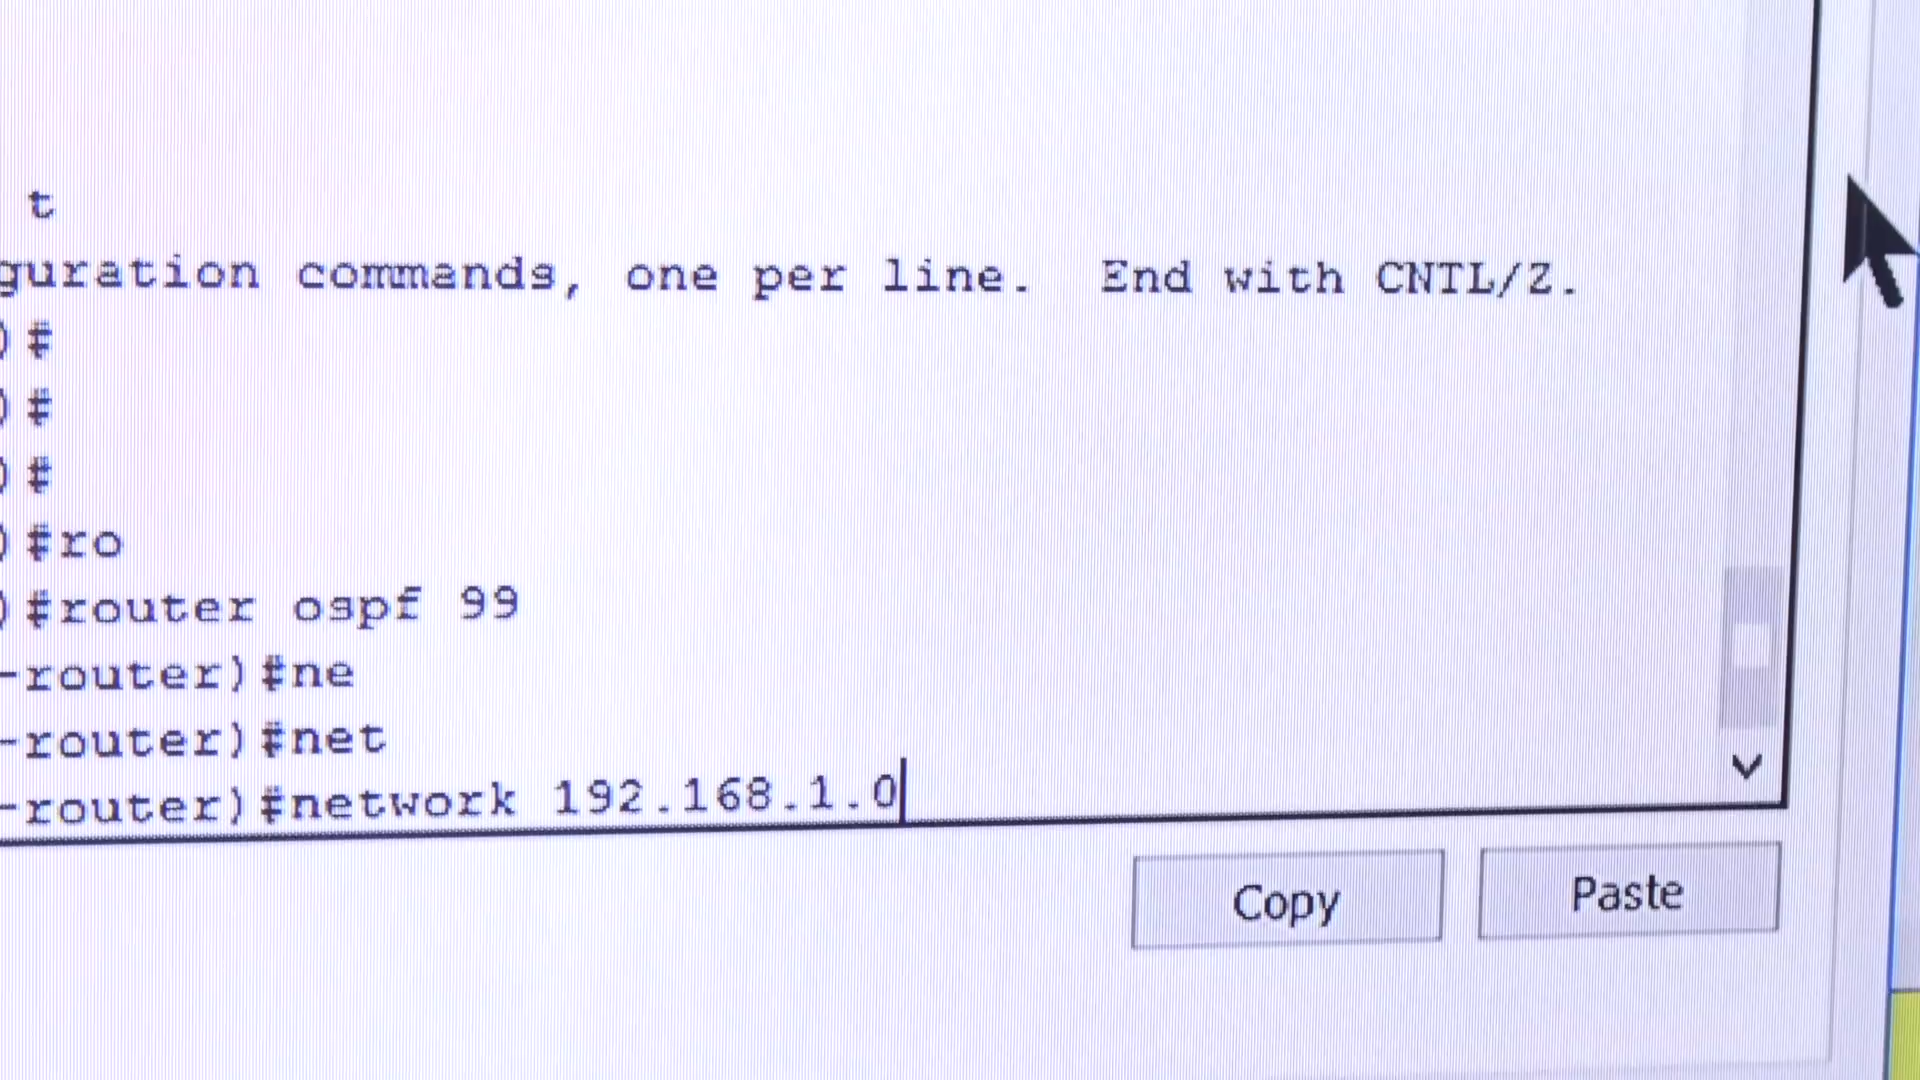 t
guration commands, one per line.  End with CNTL/Z.
)#
)#
)#
)#ro
)#router ospf 99
-router)#ne
-router)#net
-router)#network 192.168.1.0
Copy
Paste